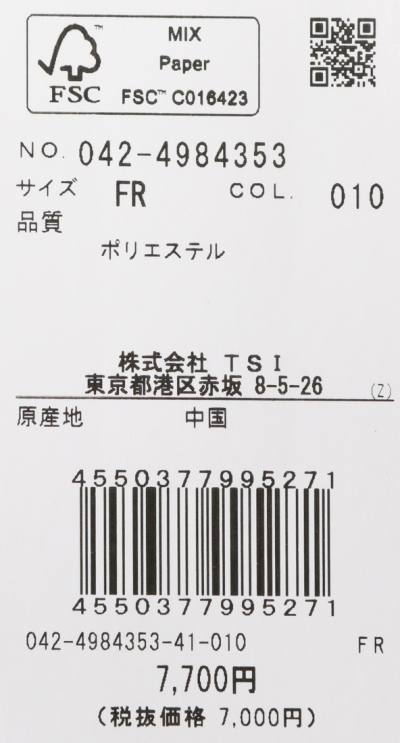 MIX
Paper
FSC™ C016423
FSC
NO. 042-4984353
サイズ FR COL. 010
品質
ポリエステル
株式会社 TSI
東京都港区赤坂 8-5-26
(Z)
原産地 中国
4550377995271
4550377995271
042-4984353-41-010 FR
7,700円
(税抜価格 7,000円)